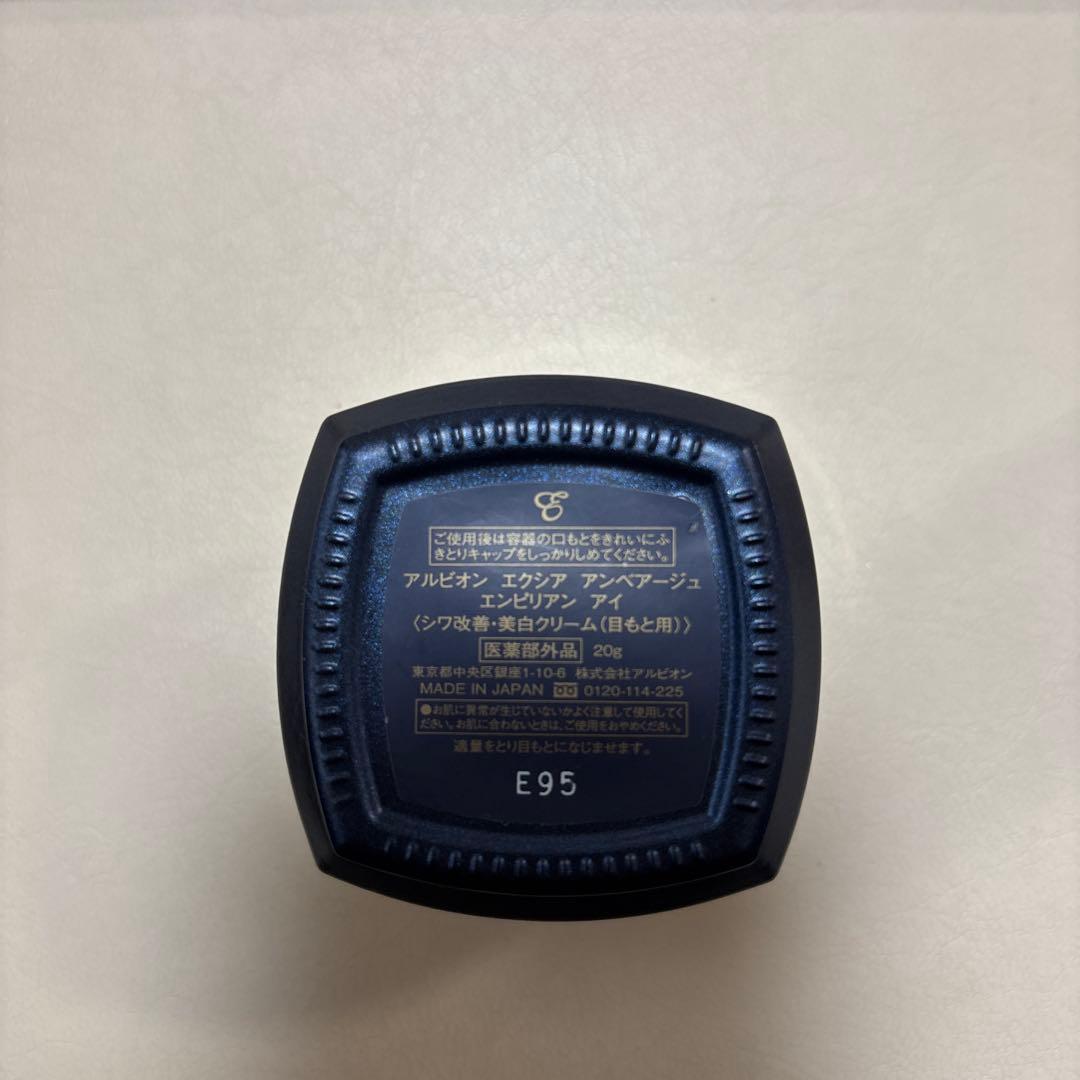 E
ご使用後は容器の口もとをきれいにふ
きとりキャップをしっかりしめてください。
アルビオン エクシア アンベアージュ
エンビリアン アイ
〈シワ改善・美白クリーム(目もと用)〉
医薬部外品 20g
東京都中央区銀座1-10-6 株式会社アルビオン
MADE IN JAPAN 0120-114-225
●お肌に異常が生じていないかよく注意して使用してく
ださい。お肌に合わないときは、ご使用をおやめください。
適量をとり目もとになじませます。
E95